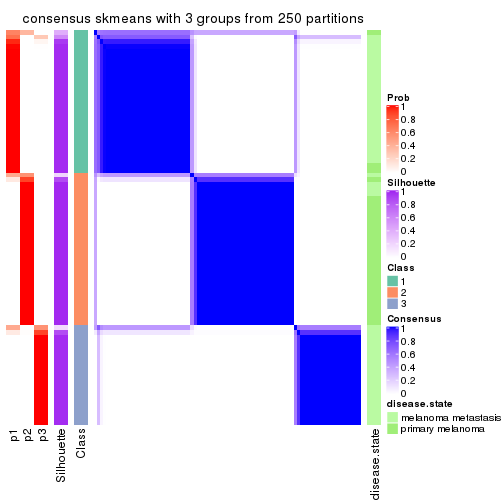 consensus skmeans with 3 groups from 250 partitions
Prob
1
0.8
0.6
0.4
0.2
0
Silhouette
1
0.8
0.6
0.4
0.2
0
Class
1
2
3
Consensus
1
0.8
0.6
0.4
0.2
0
disease.state
melanoma metastasis
primary melanoma
p1
p2
p3
Silhouette
Class
disease.state